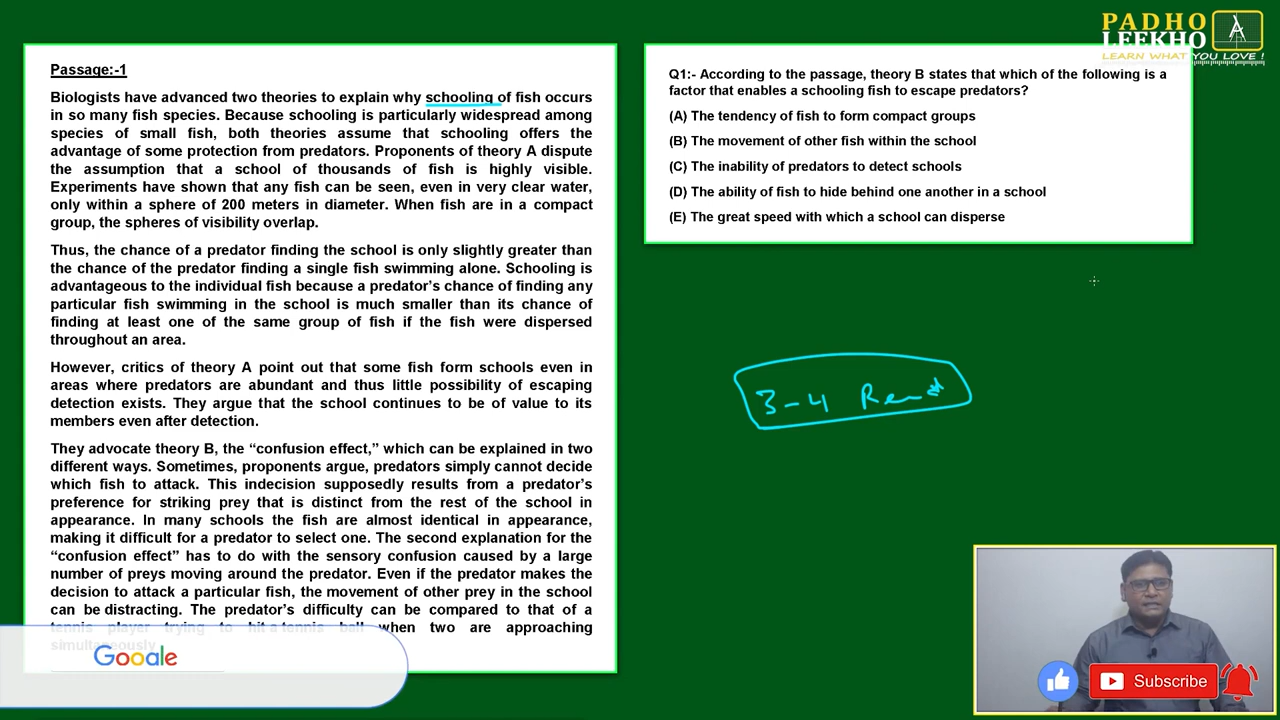 PADHO
LEEKHO
LEARN WHAT YOU LOVE !
Passage:-1
Biologists have advanced two theories to explain why schooling of fish occurs
in so many fish species. Because schooling is particularly widespread among
species of small fish, both theories assume that schooling offers the
advantage of some protection from predators. Proponents of theory A dispute
the assumption that a school of thousands of fish is highly visible.
Experiments have shown that any fish can be seen, even in very clear water,
only within a sphere of 200 meters in diameter. When fish are in a compact
group, the spheres of visibility overlap.
Thus, the chance of a predator finding the school is only slightly greater than
the chance of the predator finding a single fish swimming alone. Schooling is
advantageous to the individual fish because a predator's chance of finding any
particular fish swimming in the school is much smaller than its chance of
finding at least one of the same group of fish if the fish were dispersed
throughout an area.
However, critics of theory A point out that some fish form schools even in
areas where predators are abundant and thus little possibility of escaping
detection exists. They argue that the school continues to be of value to its
members even after detection.
They advocate theory B, the “confusion effect,” which can be explained in two
different ways. Sometimes, proponents argue, predators simply cannot decide
which fish to attack. This indecision supposedly results from a predator's
preference for striking prey that is distinct from the rest of the school in
appearance. In many schools the fish are almost identical in appearance,
making it difficult for a predator to select one. The second explanation for the
“confusion effect” has to do with the sensory confusion caused by a large
number of preys moving around the predator. Even if the predator makes the
decision to attack a particular fish, the movement of other prey in the school
can be distracting. The predator's difficulty can be compared to that of a
tennis player trying to hit a tennis ball when two are approaching
simultaneously.
Q1:- According to the passage, theory B states that which of the following is a
factor that enables a schooling fish to escape predators?
(A) The tendency of fish to form compact groups
(B) The movement of other fish within the school
(C) The inability of predators to detect schools
(D) The ability of fish to hide behind one another in a school
(E) The great speed with which a school can disperse
3-4
Google
Subscribe